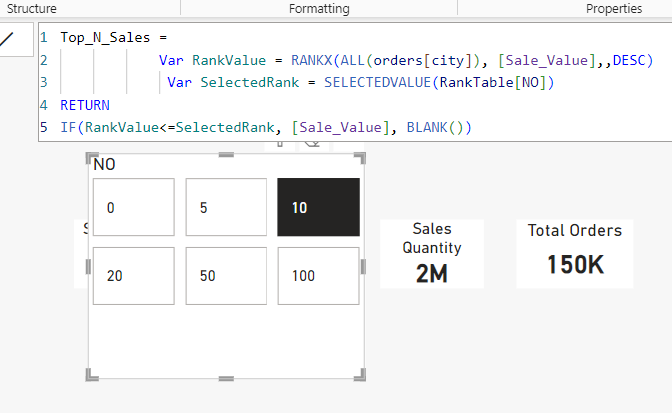 Structure
Formatting
Properties
1 Top_N_Sales =
2 Var RankValue = RANKX(ALL(orders[city]), [Sale_Value],,DESC)
3 Var SelectedRank = SELECTEDVALUE(RankTable[NO])
4 RETURN
5 IF(RankValue<=SelectedRank, [Sale_Value], BLANK())
NO
0
5
10
20
50
100
Sales
Quantity
2M
Total Orders
150K